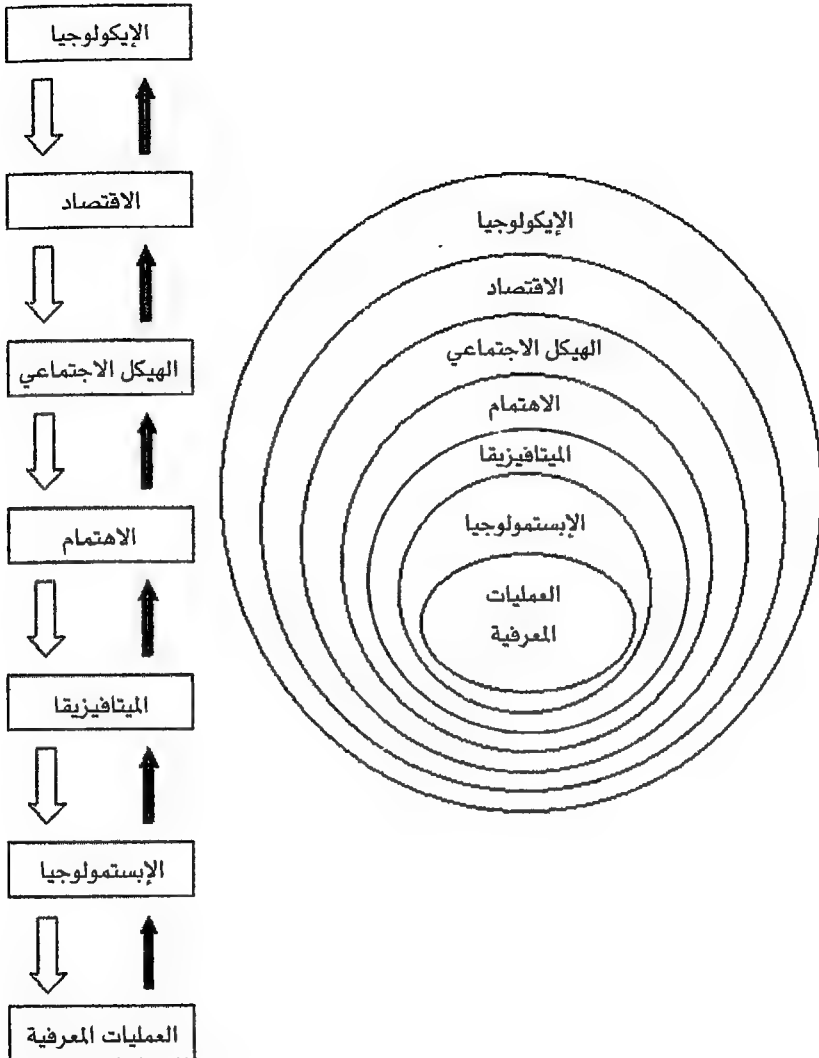 الإيكولوجيا
الاقتصاد
الهيكل الاجتماعي
الاهتمام
الميتافيزيقا
الإبستمولوجيا
العمليات المعرفية
الإيكولوجيا
الاقتصاد
الهيكل الاجتماعي
الاهتمام
الميتافيزيقا
الإبستمولوجيا
العمليات
المعرفية